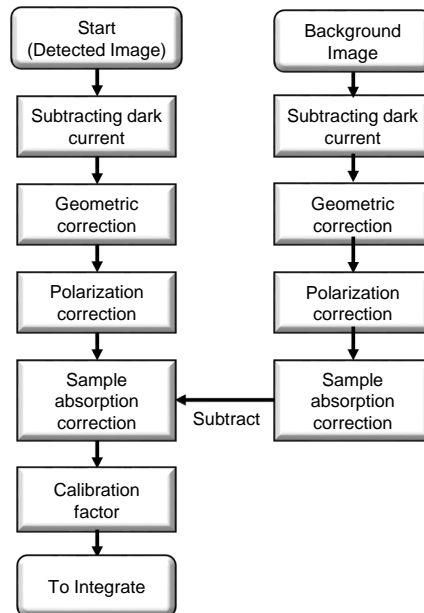 Start
(Detected Image)
Subtracting dark
current
Geometric
correction
Polarization
correction
Sample
absorption
correction
Calibration
factor
To Integrate
Background
Image
Subtracting dark
current
Geometric
correction
Polarization
correction
Sample
absorption
correction
Subtract